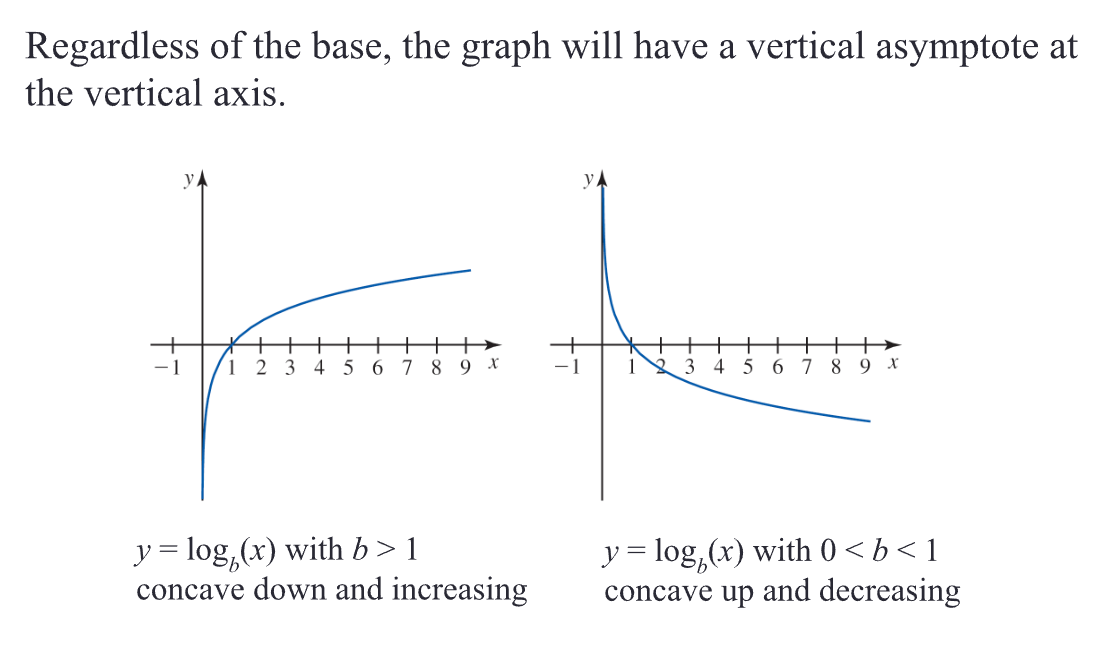 Regardless of the base, the graph will have a vertical asymptote at
the vertical axis.
y
−1 1 2 3 4 5 6 7 8 9 x
y
−1 1 2 3 4 5 6 7 8 9 x
y = log_b(x) with b > 1
concave down and increasing
y = log_b(x) with 0 < b < 1
concave up and decreasing